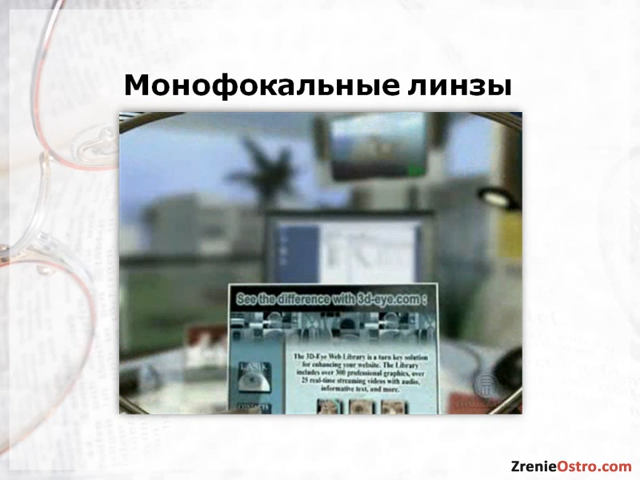 Монофокальные линзы
See the difference with 3d-eye.com :
The 3D-Eye Web Library is a turn key solution
for enhancing your website. The Library
LASIK
includes over 300 professional graphics, over
25 real-time streaming videos with audio,
informative text, and more.
CONTACTS
ZrenieOstro.com